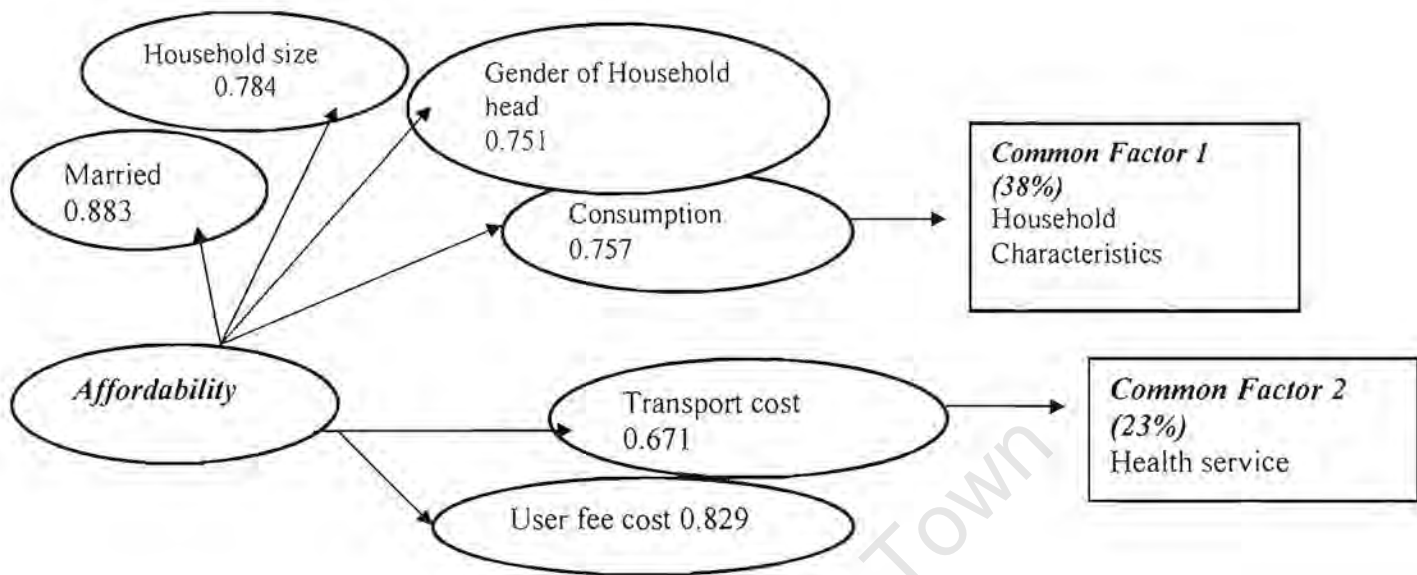 Household size
0.784
Gender of Household
head
0.751
Married
0.883
Consumption
0.757
Common Factor 1
(38%)
Household
Characteristics
Affordability
Transport cost
0.671
User fee cost 0.829
Common Factor 2
(23%)
Health service
Town